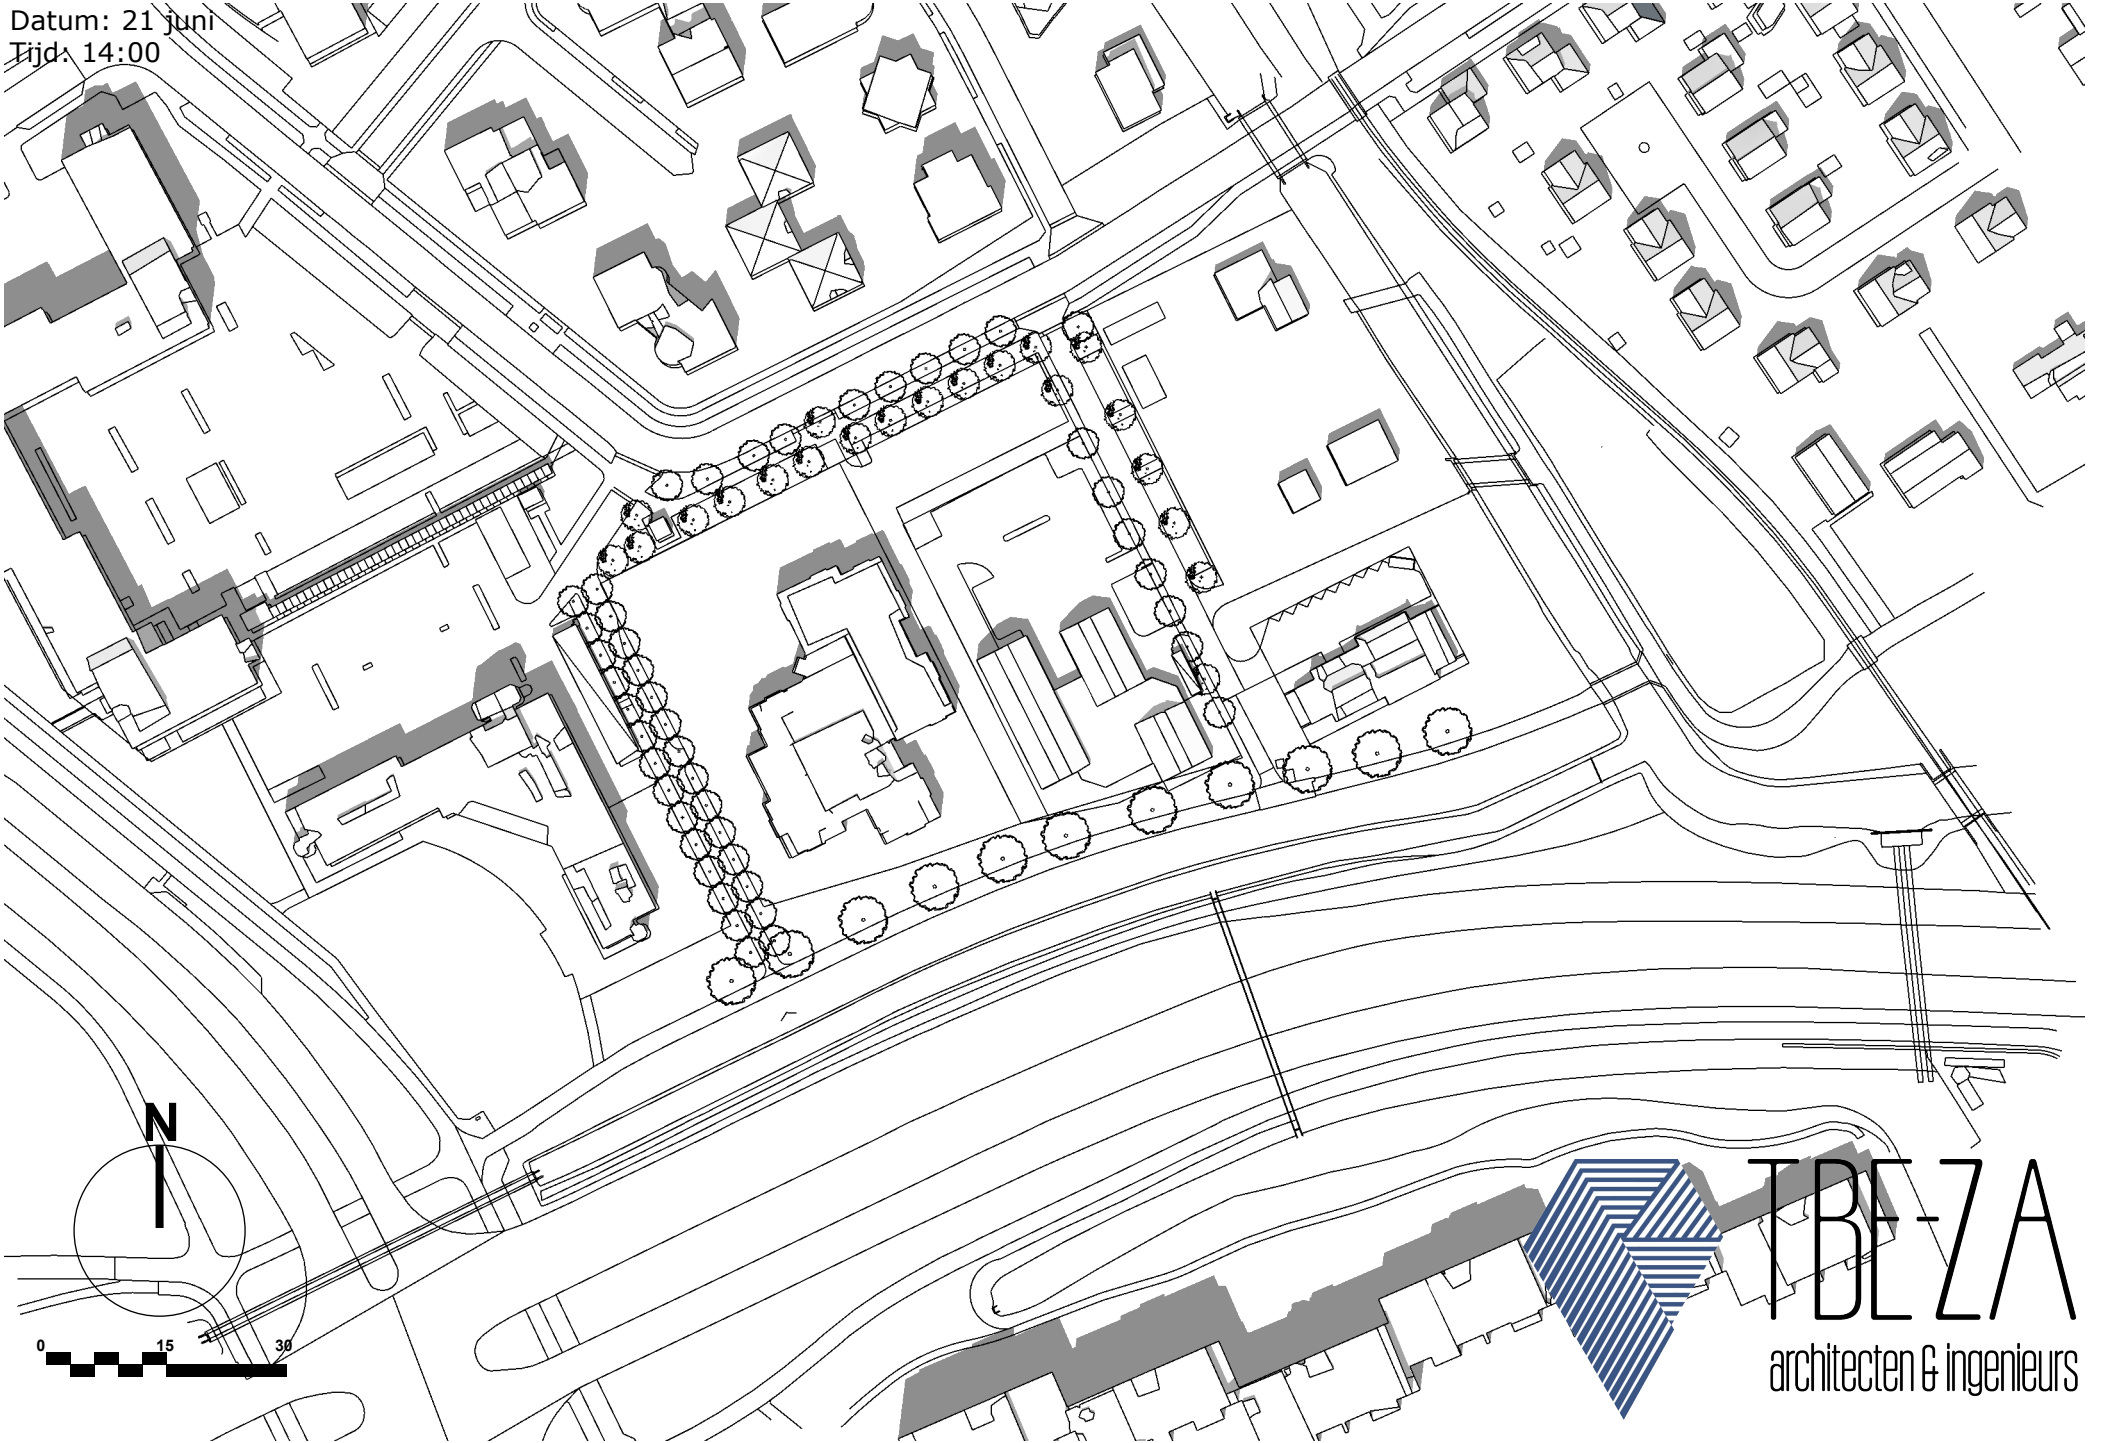 Datum: 21 juni
Tijd: 14:00
N
0 15 30
TBE-ZA
architecten & ingenieurs